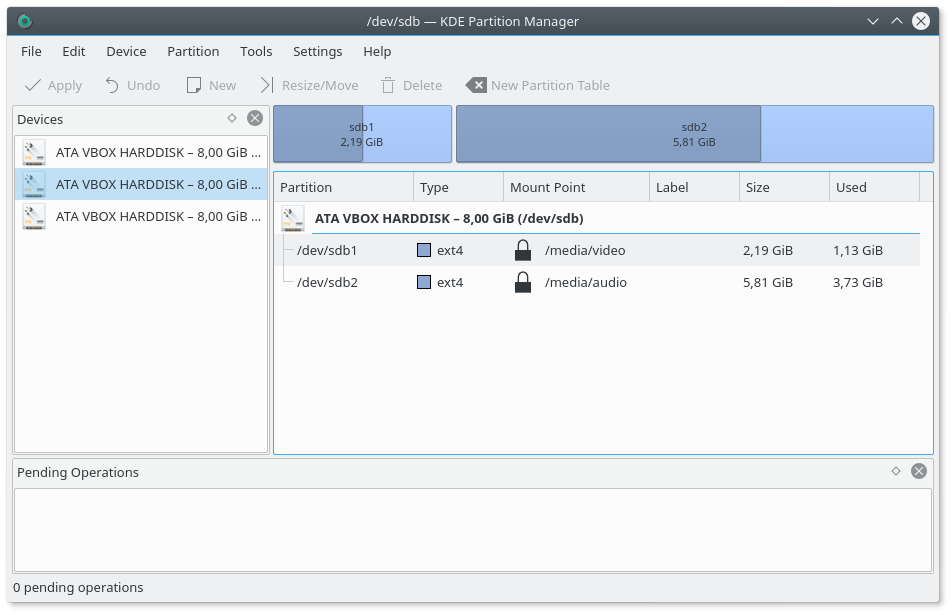 /dev/sdb — KDE Partition Manager
File Edit Device Partition Tools Settings Help
Apply Undo New Resize/Move Delete New Partition Table
Devices
ATA VBOX HARDDISK – 8,00 GiB ...
ATA VBOX HARDDISK – 8,00 GiB ...
ATA VBOX HARDDISK – 8,00 GiB ...
sdb1
2,19 GiB
sdb2
5,81 GiB
Partition Type Mount Point Label Size Used
ATA VBOX HARDDISK – 8,00 GiB (/dev/sdb)
/dev/sdb1 ext4 /media/video 2,19 GiB 1,13 GiB
/dev/sdb2 ext4 /media/audio 5,81 GiB 3,73 GiB
Pending Operations
0 pending operations